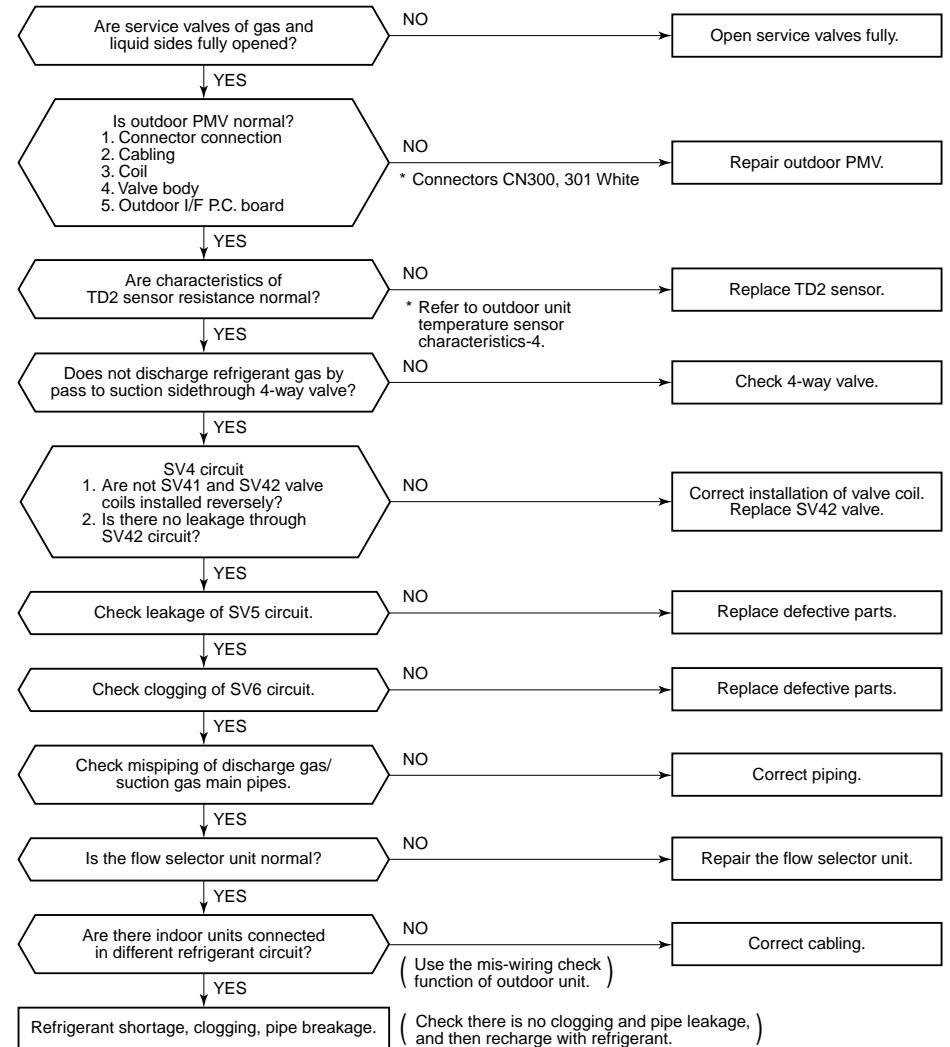 Are service valves of gas and
liquid sides fully opened?
NO
Open service valves fully.
YES
Is outdoor PMV normal?
1. Connector connection
2. Cabling
3. Coil
4. Valve body
5. Outdoor I/F P.C. board
NO
* Connectors CN300, 301 White
Repair outdoor PMV.
YES
Are characteristics of
TD2 sensor resistance normal?
NO
* Refer to outdoor unit
temperature sensor
characteristics-4.
Replace TD2 sensor.
YES
Does not discharge refrigerant gas by
pass to suction sidethrough 4-way valve?
NO
Check 4-way valve.
YES
SV4 circuit
1. Are not SV41 and SV42 valve
coils installed reversely?
2. Is there no leakage through
SV42 circuit?
NO
Correct installation of valve coil.
Replace SV42 valve.
YES
Check leakage of SV5 circuit.
NO
Replace defective parts.
YES
Check clogging of SV6 circuit.
NO
Replace defective parts.
YES
Check mispiping of discharge gas/
suction gas main pipes.
NO
Correct piping.
YES
Is the flow selector unit normal?
NO
Repair the flow selector unit.
YES
Are there indoor units connected
in different refrigerant circuit?
NO
( Use the mis-wiring check
function of outdoor unit. )
Correct cabling.
YES
Refrigerant shortage, clogging, pipe breakage.
( Check there is no clogging and pipe leakage,
and then recharge with refrigerant. )